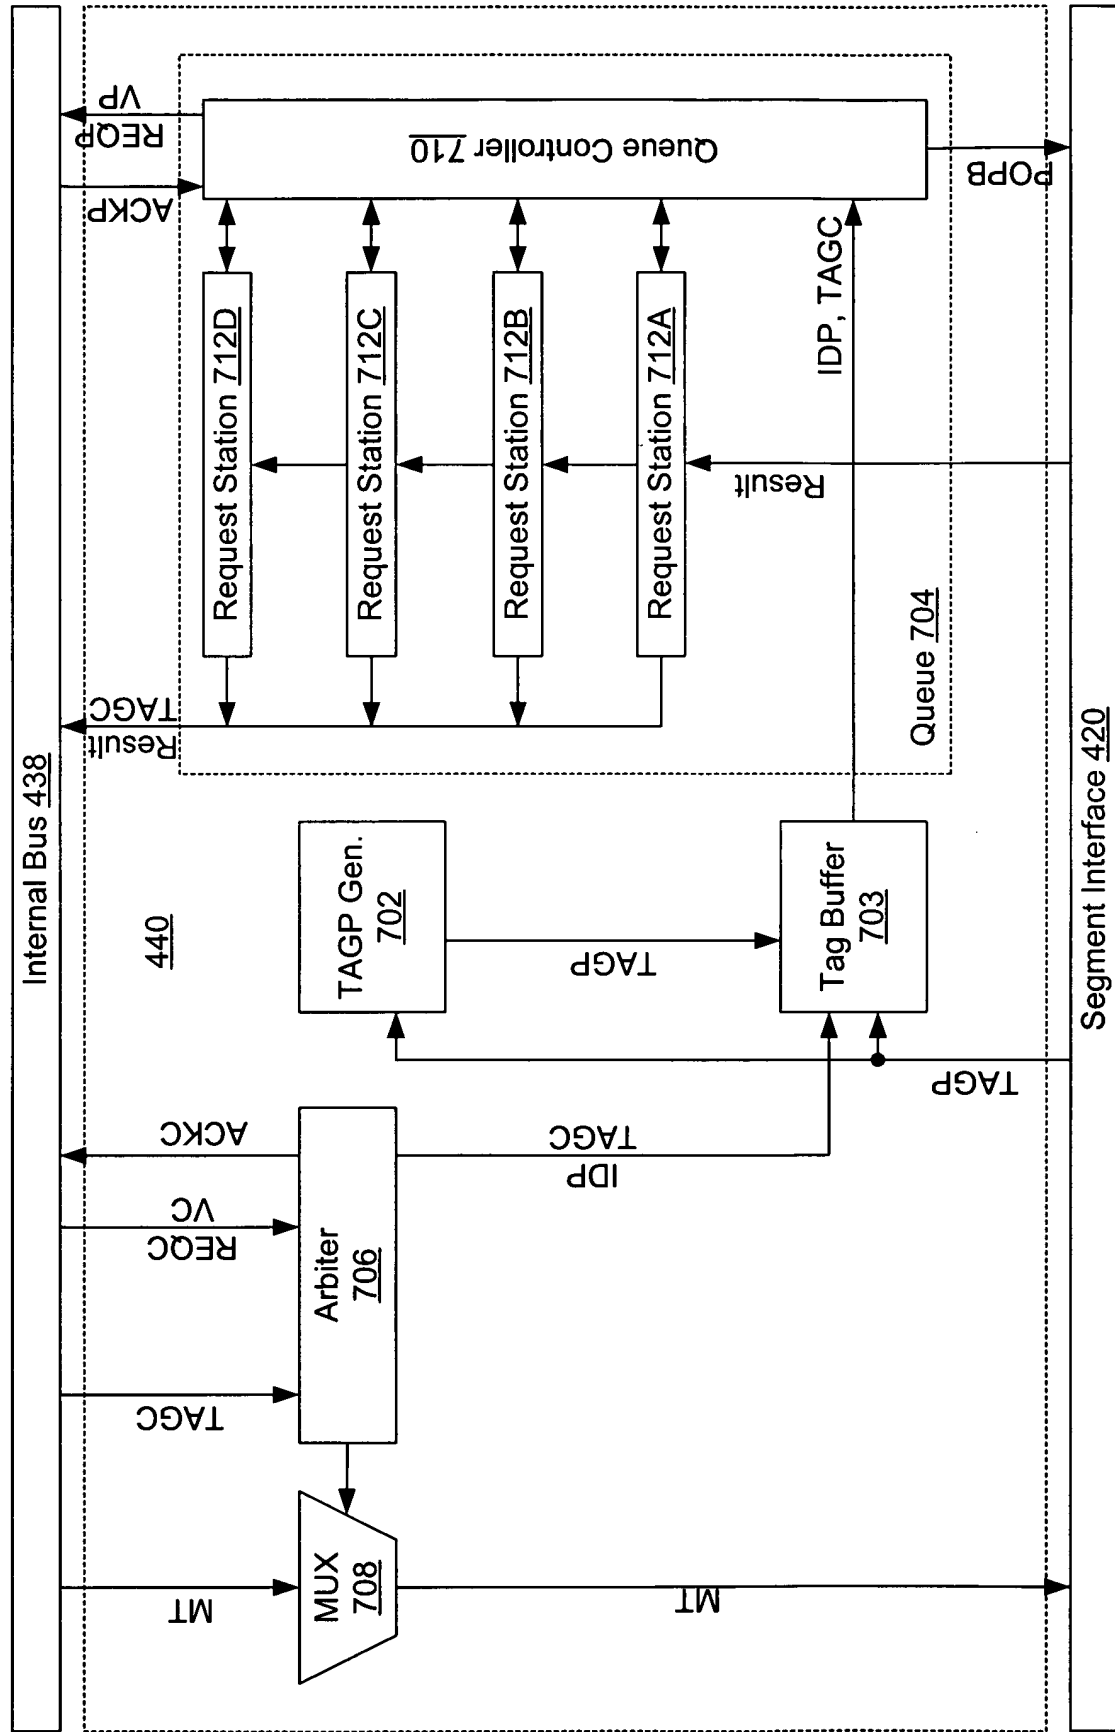 Internal Bus 438
440
MT
TAGC
REQC
VC
ACKC
Result
TAGC
ACKP
REQP
VP
MUX
708
Arbiter
706
TAGP Gen.
702
Request Station 712D
Request Station 712C
Request Station 712B
Request Station 712A
Queue Controller 710
IDP
TAGC
TAGP
Tag Buffer
703
IDP, TAGC
Result
Queue 704
MT
TAGP
POPB
Segment Interface 420